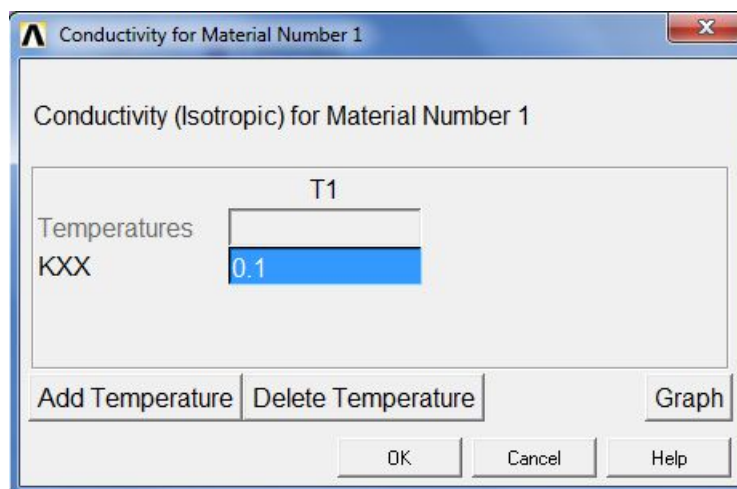 Conductivity for Material Number 1
Conductivity (Isotropic) for Material Number 1
T1
Temperatures
KXX 0.1
Add Temperature Delete Temperature Graph
OK Cancel Help